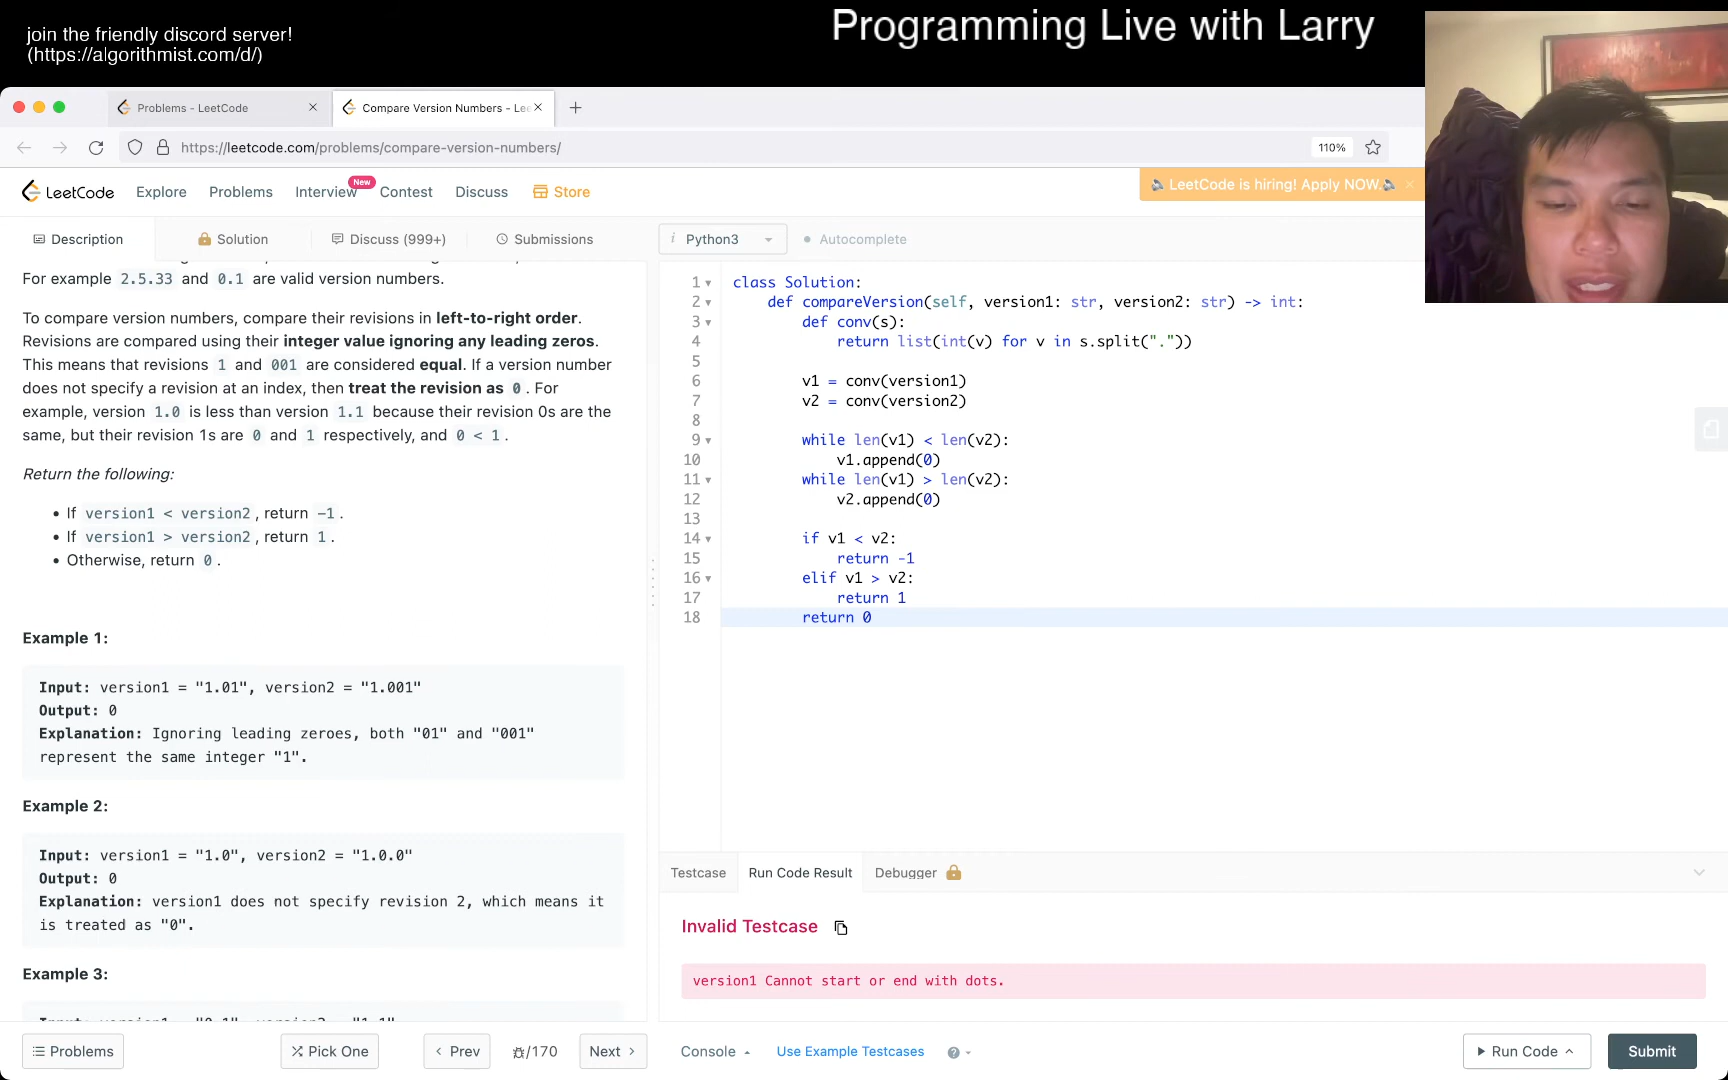 join the friendly discord server!
(https://algorithmist.com/d/)
Programming Live with Larry
Problems - LeetCode
Compare Version Numbers - Lee
https://leetcode.com/problems/compare-version-numbers/
110%
LeetCode
Explore
Problems
Interview
New
Contest
Discuss
Store
LeetCode is hiring! Apply NOW.
Description
Solution
Discuss (999+)
Submissions
i Python3
Autocomplete
For example 2.5.33 and 0.1 are valid version numbers.
To compare version numbers, compare their revisions in left-to-right order.
Revisions are compared using their integer value ignoring any leading zeros.
This means that revisions 1 and 001 are considered equal. If a version number
does not specify a revision at an index, then treat the revision as 0. For
example, version 1.0 is less than version 1.1 because their revision 0s are the
same, but their revision 1s are 0 and 1 respectively, and 0 < 1.
Return the following:
• If version1 < version2, return -1.
• If version1 > version2, return 1.
• Otherwise, return 0.
Example 1:
Input: version1 = "1.01", version2 = "1.001"
Output: 0
Explanation: Ignoring leading zeroes, both "01" and "001"
represent the same integer "1".
Example 2:
Input: version1 = "1.0", version2 = "1.0.0"
Output: 0
Explanation: version1 does not specify revision 2, which means it
is treated as "0".
Example 3:
1 class Solution:
2 def compareVersion(self, version1: str, version2: str) -> int:
3 def conv(s):
4 return list(int(v) for v in s.split("."))
5
6 v1 = conv(version1)
7 v2 = conv(version2)
8
9 while len(v1) < len(v2):
10 v1.append(0)
11 while len(v1) > len(v2):
12 v2.append(0)
13
14 if v1 < v2:
15 return -1
16 elif v1 > v2:
17 return 1
18 return 0
Testcase
Run Code Result
Debugger
Invalid Testcase
version1 Cannot start or end with dots.
Problems
Pick One
< Prev
/170
Next >
Console
Use Example Testcases
?
Run Code
Submit